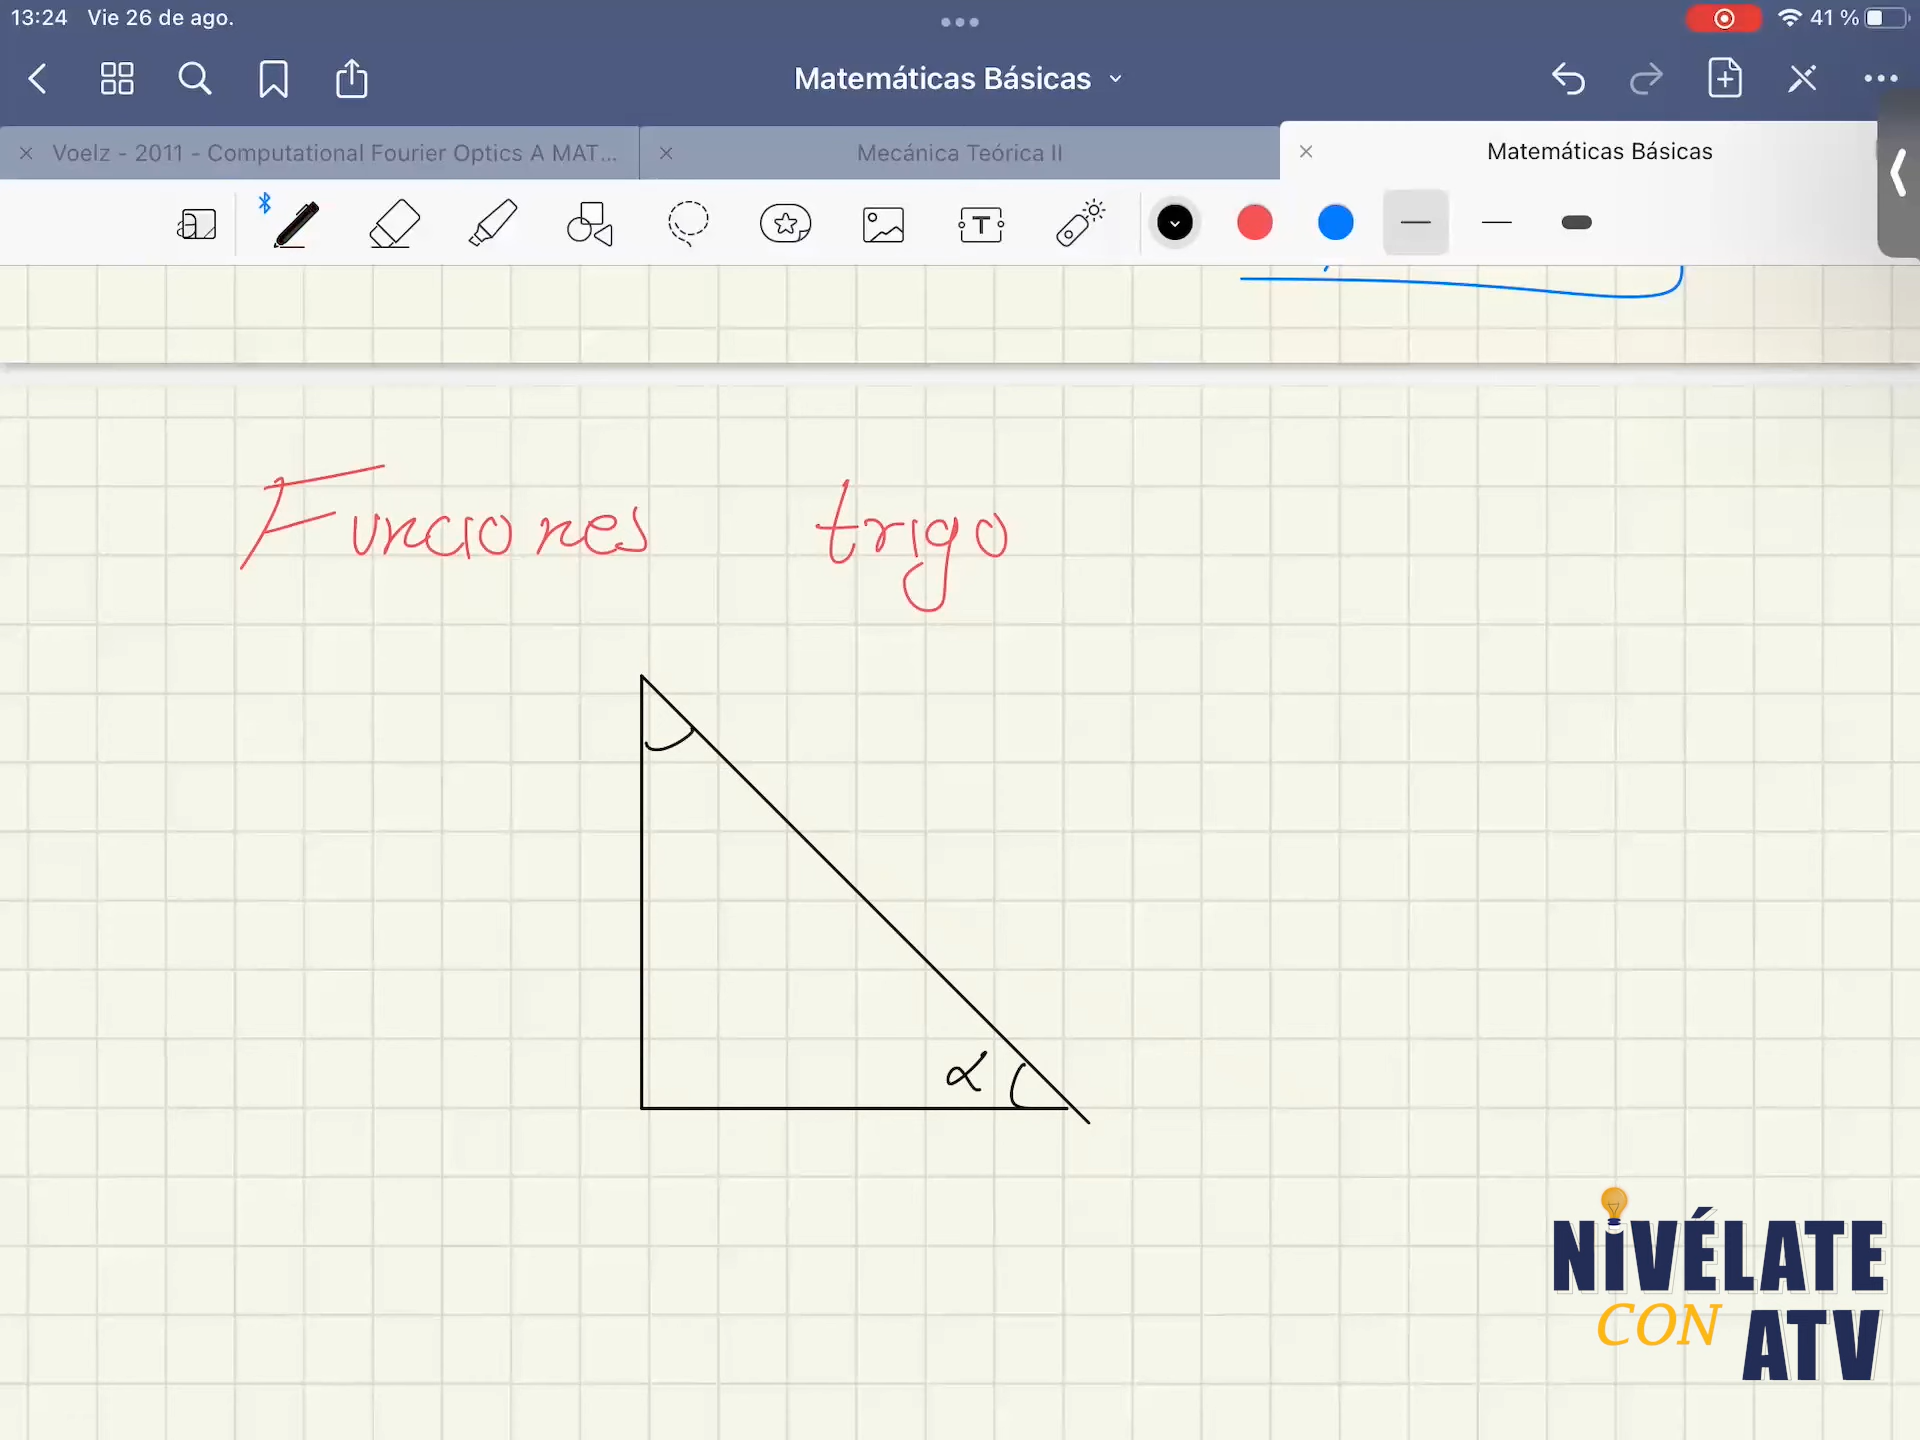 13:24 Vie 26 de ago.
41 %
Matemáticas Básicas
Voelz - 2011 - Computational Fourier Optics A MAT...
Mecánica Teórica II
Matemáticas Básicas
Funciones trigo
α
NIVÉLATE
CON
ATV